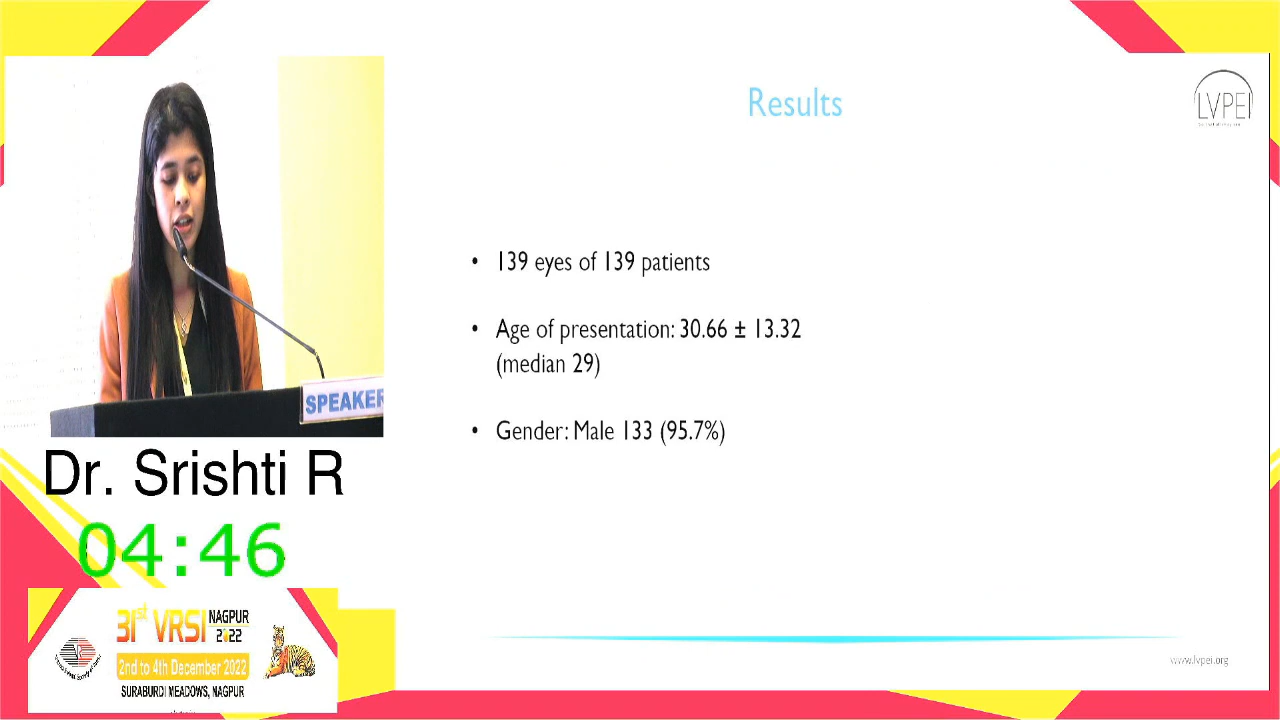 Results
LVPEI
• 139 eyes of 139 patients
• Age of presentation: 30.66 ± 13.32
(median 29)
• Gender: Male 133 (95.7%)
www.lvpei.org
SPEAKER
Dr. Srishti R
04:46
31st VRSI NAGPUR
2022
2nd to 4th December 2022
SURABURDI MEADOWS, NAGPUR